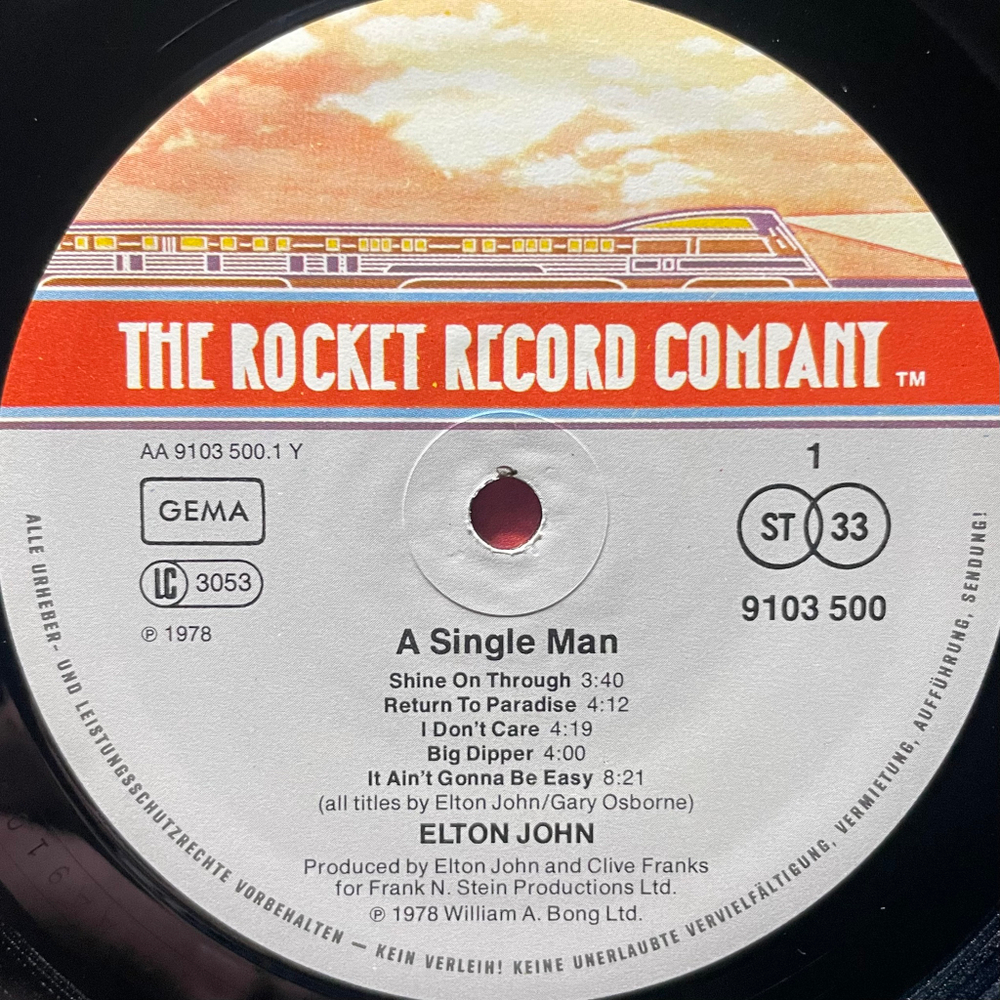 THE ROCKET RECORD COMPANY ™
AA 9103 500.1 Y
GEMA
LC 3053
℗ 1978
1
ST 33
9103 500
A Single Man
Shine On Through 3:40
Return To Paradise 4:12
I Don't Care 4:19
Big Dipper 4:00
It Ain't Gonna Be Easy 8:21
(all titles by Elton John/Gary Osborne)
ELTON JOHN
Produced by Elton John and Clive Franks
for Frank N. Stein Productions Ltd.
℗ 1978 William A. Bong Ltd.
ALLE URHEBER- UND LEISTUNGSSCHUTZRECHTE VORBEHALTEN — KEIN VERLEIH! KEINE UNERLAUBTE VERVIELFÄLTIGUNG, VERMIETUNG, AUFFÜHRUNG, SENDUNG!